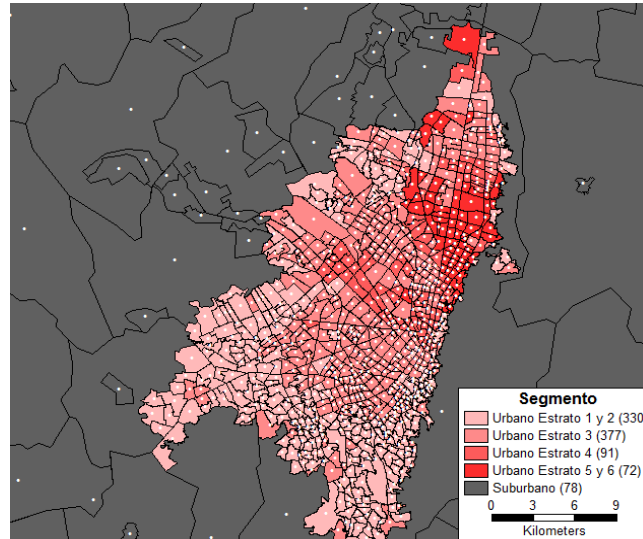 Segmento
Urbano Estrato 1 y 2 (330
Urbano Estrato 3 (377)
Urbano Estrato 4 (91)
Urbano Estrato 5 y 6 (72)
Suburbano (78)
0 3 6 9
Kilometers